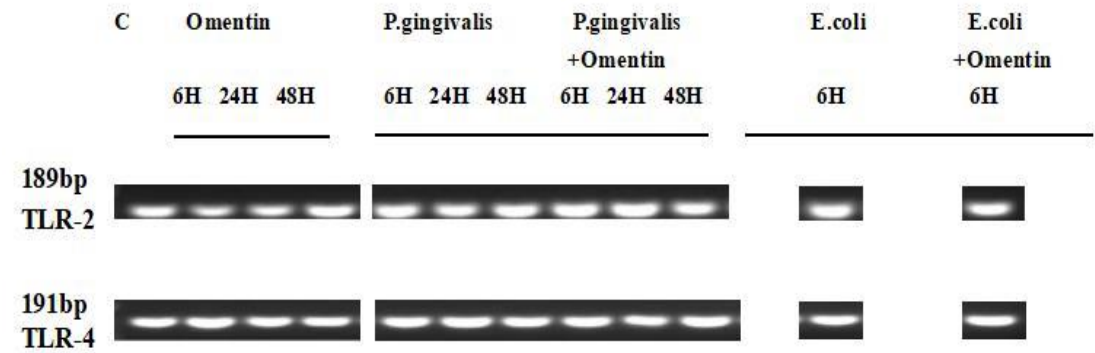 C Omentin P.gingivalis P.gingivalis E.coli E.coli
+Omentin +Omentin
6H 24H 48H 6H 24H 48H 6H 24H 48H 6H 6H
189bp
TLR-2
191bp
TLR-4